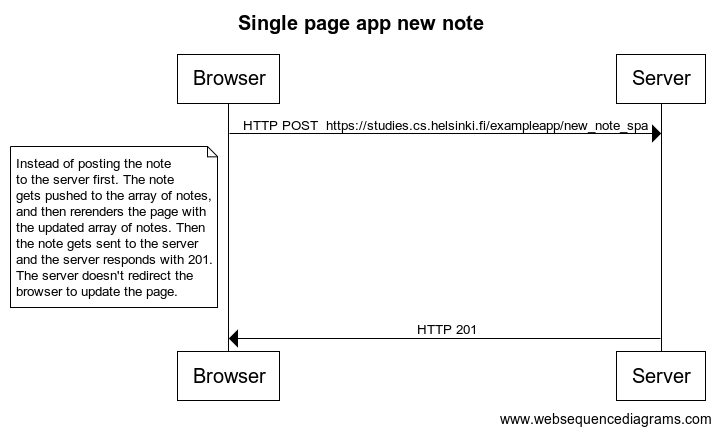 Single page app new note
Browser
Server
HTTP POST  https://studies.cs.helsinki.fi/exampleapp/new_note_spa
Instead of posting the note
to the server first. The note
gets pushed to the array of notes,
and then rerenders the page with
the updated array of notes. Then
the note gets sent to the server
and the server responds with 201.
The server doesn't redirect the
browser to update the page.
HTTP 201
Browser
Server
www.websequencediagrams.com